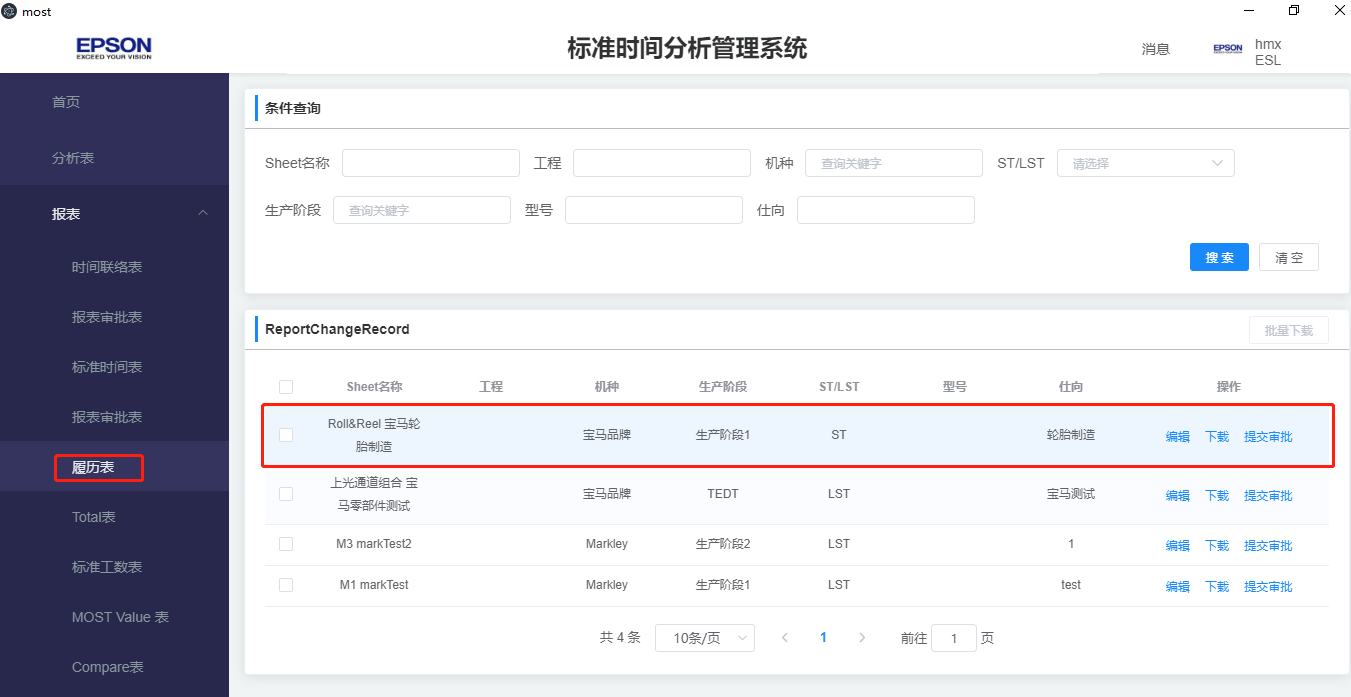 most
EPSON
EXCEED YOUR VISION
标准时间分析管理系统
消息
EPSON
hmx
ESL
首页
分析表
报表
时间联络表
报表审批表
标准时间表
报表审批表
履历表
Total表
标准工数表
MOST Value 表
Compare表
条件查询
Sheet名称 工程 机种 查询关键字 ST/LST 请选择
生产阶段 查询关键字 型号 仕向
搜索 清空
ReportChangeRecord 批量下载
Sheet名称 工程 机种 生产阶段 ST/LST 型号 仕向 操作
Roll&Reel 宝马轮
胎制造
宝马品牌 生产阶段1 ST 轮胎制造 编辑 下载 提交审批
上光通道组合 宝
马零部件测试
宝马品牌 TEDT LST 宝马测试 编辑 下载 提交审批
M3 markTest2 Markley 生产阶段2 LST 1 编辑 下载 提交审批
M1 markTest Markley 生产阶段1 LST test 编辑 下载 提交审批
共 4 条 10条/页 1 前往 1 页